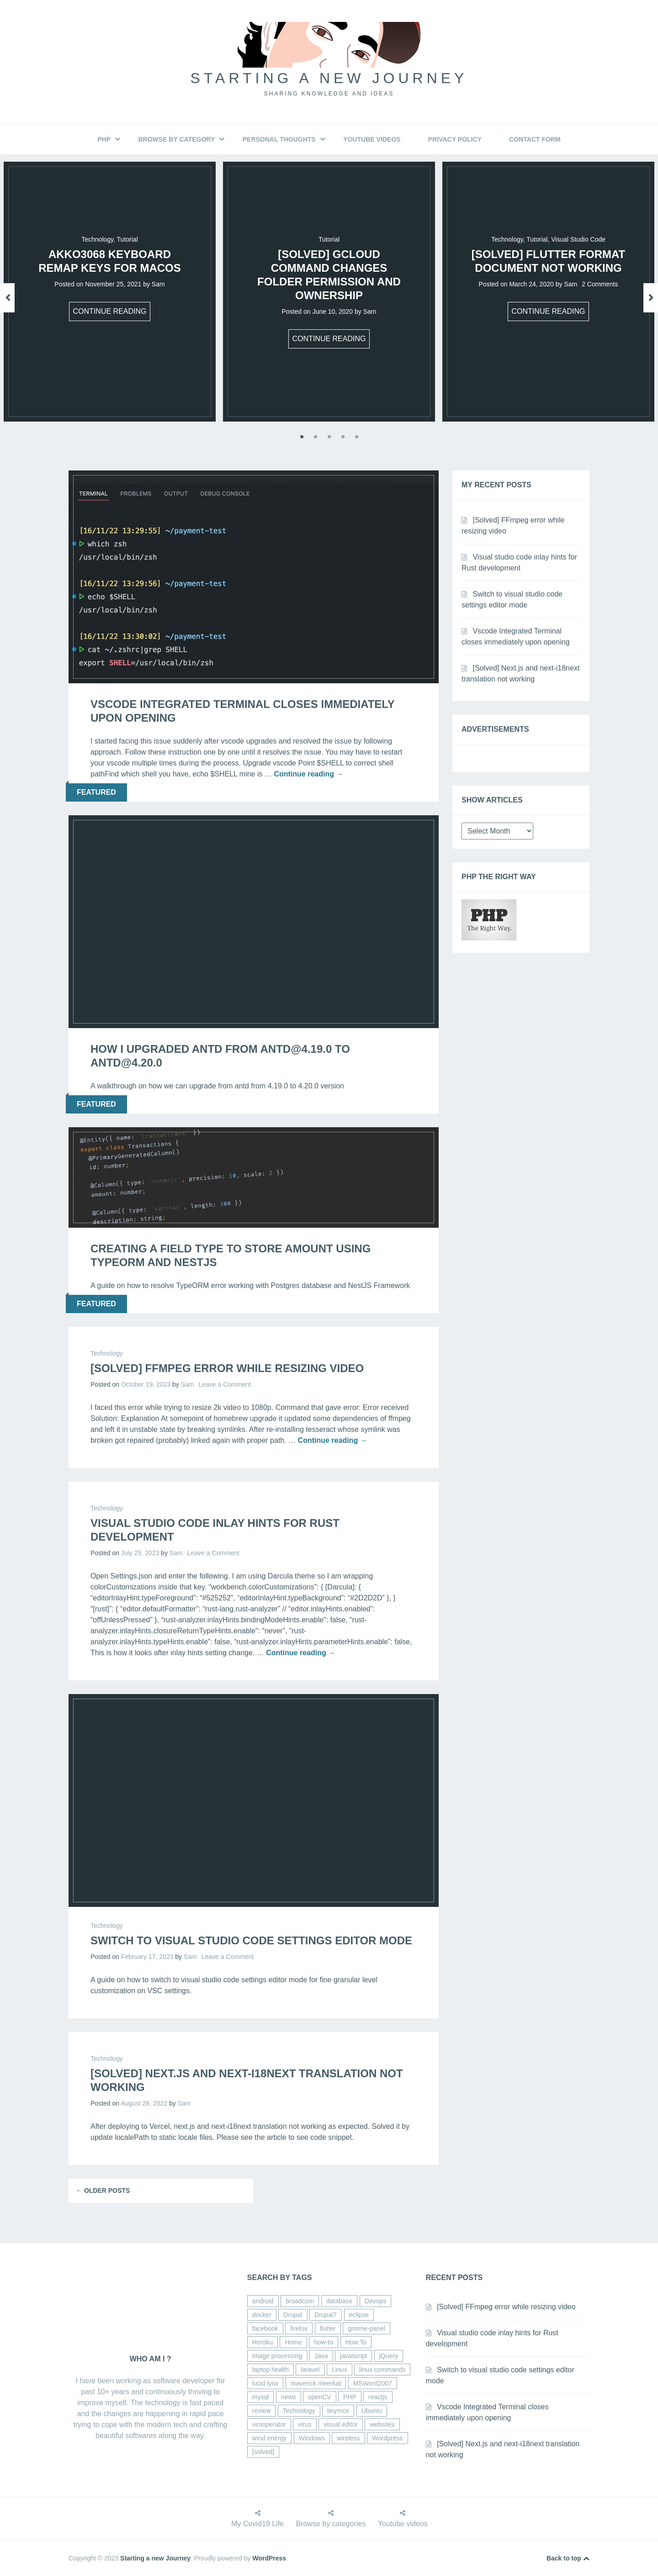 STARTING A NEW JOURNEY
SHARING KNOWLEDGE AND IDEAS
PHP BROWSE BY CATEGORY PERSONAL THOUGHTS YOUTUBE VIDEOS PRIVACY POLICY CONTACT FORM
Technology, Tutorial
AKKO3068 KEYBOARD
REMAP KEYS FOR MACOS
Posted on November 25, 2021 by Sam
CONTINUE READING
Tutorial
[SOLVED] GCLOUD
COMMAND CHANGES
FOLDER PERMISSION AND
OWNERSHIP
Posted on June 10, 2020 by Sam
CONTINUE READING
Technology, Tutorial, Visual Studio Code
[SOLVED] FLUTTER FORMAT
DOCUMENT NOT WORKING
Posted on March 24, 2020 by Sam 2 Comments
CONTINUE READING
TERMINAL PROBLEMS OUTPUT DEBUG CONSOLE
[16/11/22 13:29:55] ~/payment-test
▷ which zsh
/usr/local/bin/zsh
[16/11/22 13:29:56] ~/payment-test
▷ echo $SHELL
/usr/local/bin/zsh
[16/11/22 13:30:02] ~/payment-test
▷ cat ~/.zshrc|grep SHELL
export SHELL=/usr/local/bin/zsh
VSCODE INTEGRATED TERMINAL CLOSES IMMEDIATELY
UPON OPENING
I started facing this issue suddenly after vscode upgrades and resolved the issue by following
approach. Follow these instruction one by one until it resolves the issue. You may have to restart
your vscode multiple times during the process. Upgrade vscode Point $SHELL to correct shell
pathFind which shell you have, echo $SHELL mine is … Continue reading →
FEATURED
HOW I UPGRADED ANTD FROM ANTD@4.19.0 TO
ANTD@4.20.0
A walkthrough on how we can upgrade from antd from 4.19.0 to 4.20.0 version
FEATURED
@Entity({ name: 'transactions' })
export class Transactions {
@PrimaryGeneratedColumn()
id: number;
@Column({ type: 'numeric', precision: 10, scale: 2 })
amount: number;
@Column({ type: 'varchar', length: 300 })
description: string;
CREATING A FIELD TYPE TO STORE AMOUNT USING
TYPEORM AND NESTJS
A guide on how to resolve TypeORM error working with Postgres database and NestJS Framework
FEATURED
Technology
[SOLVED] FFMPEG ERROR WHILE RESIZING VIDEO
Posted on October 19, 2023 by Sam Leave a Comment
I faced this error while trying to resize 2k video to 1080p. Command that gave error: Error received
Solution: Explanation At somepoint of homebrew upgrade it updated some dependencies of ffmpeg
and left it in unstable state by breaking symlinks. After re-installing tesseract whose symlink was
broken got repaired (probably) linked again with proper path. … Continue reading →
Technology
VISUAL STUDIO CODE INLAY HINTS FOR RUST
DEVELOPMENT
Posted on July 25, 2023 by Sam Leave a Comment
Open Settings.json and enter the following. I am using Darcula theme so I am wrapping
colorCustomizations inside that key. “workbench.colorCustomizations”: { [Darcula]: {
“editorInlayHint.typeForeground”: “#525252”, “editorInlayHint.typeBackground”: “#2D2D2D” }, }
“[rust]”: { “editor.defaultFormatter”: “rust-lang.rust-analyzer” // “editor.inlayHints.enabled”:
“offUnlessPressed” }, “rust-analyzer.inlayHints.bindingModeHints.enable”: false, “rust-
analyzer.inlayHints.closureReturnTypeHints.enable”: “never”, “rust-
analyzer.inlayHints.typeHints.enable”: false, “rust-analyzer.inlayHints.parameterHints.enable”: false,
This is how it looks after inlay hints setting change. … Continue reading →
Technology
SWITCH TO VISUAL STUDIO CODE SETTINGS EDITOR MODE
Posted on February 17, 2023 by Sam Leave a Comment
A guide on how to switch to visual studio code settings editor mode for fine granular level
customization on VSC settings.
Technology
[SOLVED] NEXT.JS AND NEXT-I18NEXT TRANSLATION NOT
WORKING
Posted on August 28, 2022 by Sam
After deploying to Vercel, next.js and next-i18next translation not working as expected. Solved it by
update localePath to static locale files. Please see the article to see code snippet.
← OLDER POSTS
MY RECENT POSTS
[Solved] FFmpeg error while
resizing video
Visual studio code inlay hints for
Rust development
Switch to visual studio code
settings editor mode
Vscode Integrated Terminal
closes immediately upon opening
[Solved] Next.js and next-i18next
translation not working
ADVERTISEMENTS
SHOW ARTICLES
Select Month
PHP THE RIGHT WAY
PHP
The Right Way.
WHO AM I ?
I have been working as software developer for
past 10+ years and continuously thriving to
improve myself. The technology is fast paced
and the changes are happening in rapid pace
trying to cope with the modern tech and crafting
beautiful softwares along the way.
SEARCH BY TAGS
android broadcom database Devops
docker Drupal Drupal7 eclipse
facebook firefox flutter gnome-panel
Heroku Home how-to How To
image processing Java javascript jQuery
laptop health laravel Linux linux commands
lucid lynx maverick meerkat MSWord2007
mysql news openCV PHP reactjs
review Technology tinymce Ubuntu
vimoperator virus visual editor websites
wind energy Windows wireless Wordpress
[solved]
RECENT POSTS
[Solved] FFmpeg error while resizing video
Visual studio code inlay hints for Rust
development
Switch to visual studio code settings editor
mode
Vscode Integrated Terminal closes
immediately upon opening
[Solved] Next.js and next-i18next translation
not working
My Covid19 Life Browse by categories Youtube videos
Copyright © 2023 Starting a new Journey. Proudly powered by WordPress.
Back to top